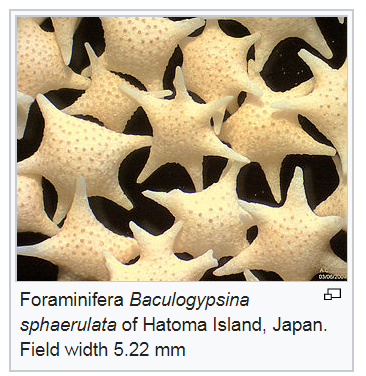 Foraminifera Baculogypsina
sphaerulata of Hatoma Island, Japan.
Field width 5.22 mm